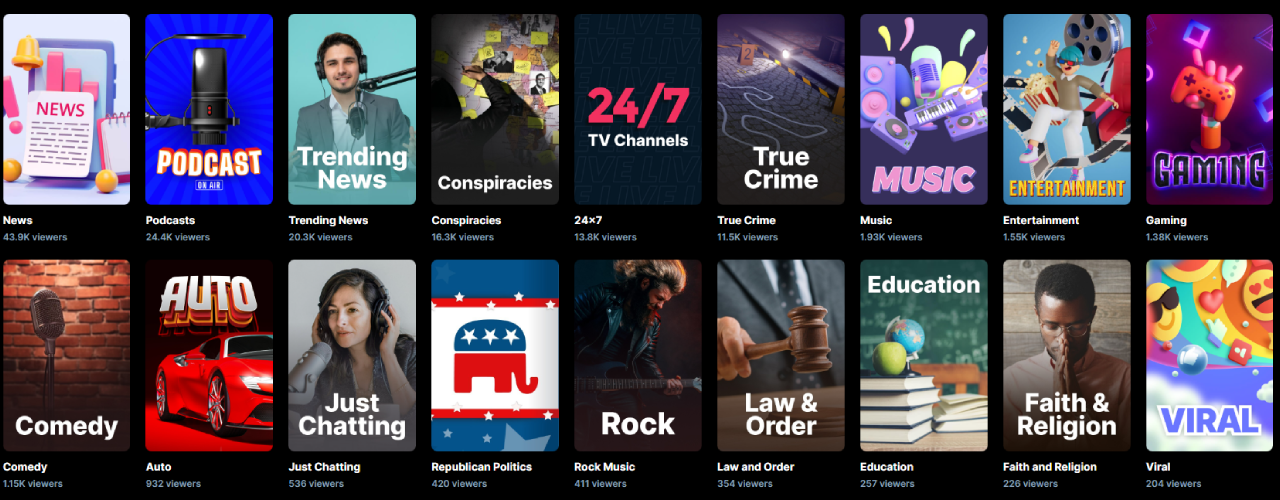 NEWS
PODCAST
ON AIR
Trending
News
Conspiracies
24/7
TV Channels
2
True
Crime
MUSIC
ENTERTAINMENT
GAMING
News
Podcasts
Trending News
Conspiracies
24x7
True Crime
Music
Entertainment
Gaming
43.9K viewers
24.4K viewers
20.3K viewers
16.3K viewers
13.8K viewers
11.5K viewers
1.93K viewers
1.55K viewers
1.38K viewers
Comedy
AUTO
Just
Chatting
Rock
Law &
Order
Education
Faith &
Religion
VIRAL
Comedy
Auto
Just Chatting
Republican Politics
Rock Music
Law and Order
Education
Faith and Religion
Viral
1.15K viewers
932 viewers
536 viewers
420 viewers
411 viewers
354 viewers
257 viewers
226 viewers
204 viewers